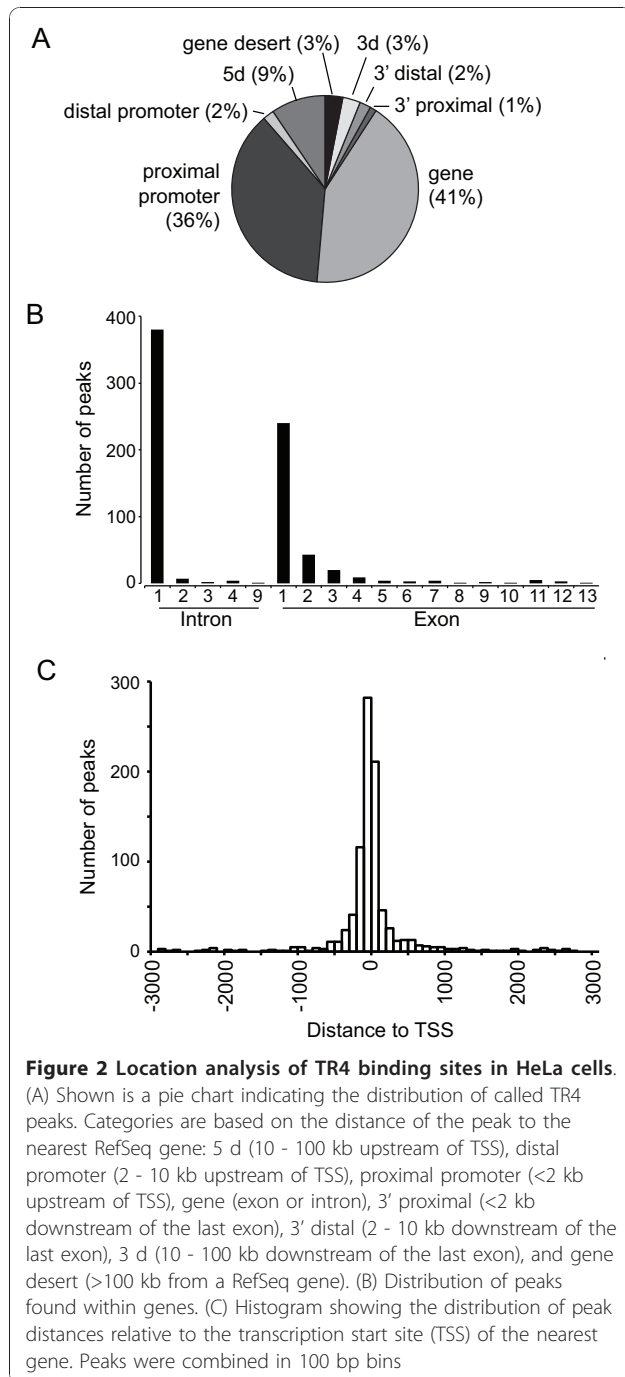 A
gene desert (3%)
3d (3%)
5d (9%)
3' distal (2%)
distal promoter (2%)
3' proximal (1%)
proximal
promoter
(36%)
gene
(41%)
B
400
300
200
100
0
Number of peaks
1 2 3 4 9 1 2 3 4 5 6 7 8 9 10 11 12 13
Intron Exon
C
300
200
100
0
Number of peaks
-3000 -2000 -1000 0 1000 2000 3000
Distance to TSS
Figure 2 Location analysis of TR4 binding sites in HeLa cells.
(A) Shown is a pie chart indicating the distribution of called TR4
peaks. Categories are based on the distance of the peak to the
nearest RefSeq gene: 5 d (10 - 100 kb upstream of TSS), distal
promoter (2 - 10 kb upstream of TSS), proximal promoter (<2 kb
upstream of TSS), gene (exon or intron), 3' proximal (<2 kb
downstream of the last exon), 3' distal (2 - 10 kb downstream of the
last exon), 3 d (10 - 100 kb downstream of the last exon), and gene
desert (>100 kb from a RefSeq gene). (B) Distribution of peaks
found within genes. (C) Histogram showing the distribution of peak
distances relative to the transcription start site (TSS) of the nearest
gene. Peaks were combined in 100 bp bins